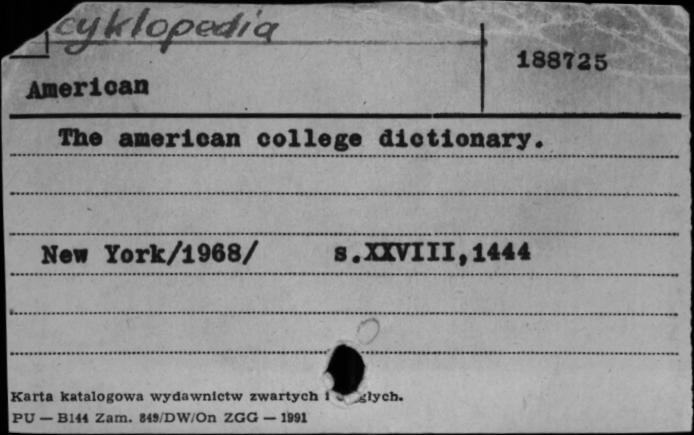 cyklopedia
188725
American
The american college dictionary.
New York/1968/ s.XXVIII,1444
Karta katalogowa wydawnictw zwartych i
PU — B144 Zam. 849/DW/On ZGG — 1991